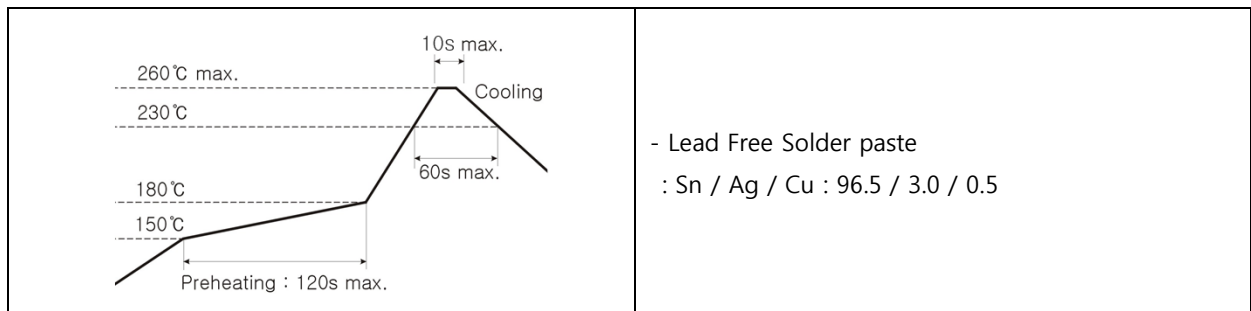 10s max.
260℃ max.
Cooling
230℃
60s max.
180℃
150℃
Preheating : 120s max.
- Lead Free Solder paste
: Sn / Ag / Cu : 96.5 / 3.0 / 0.5